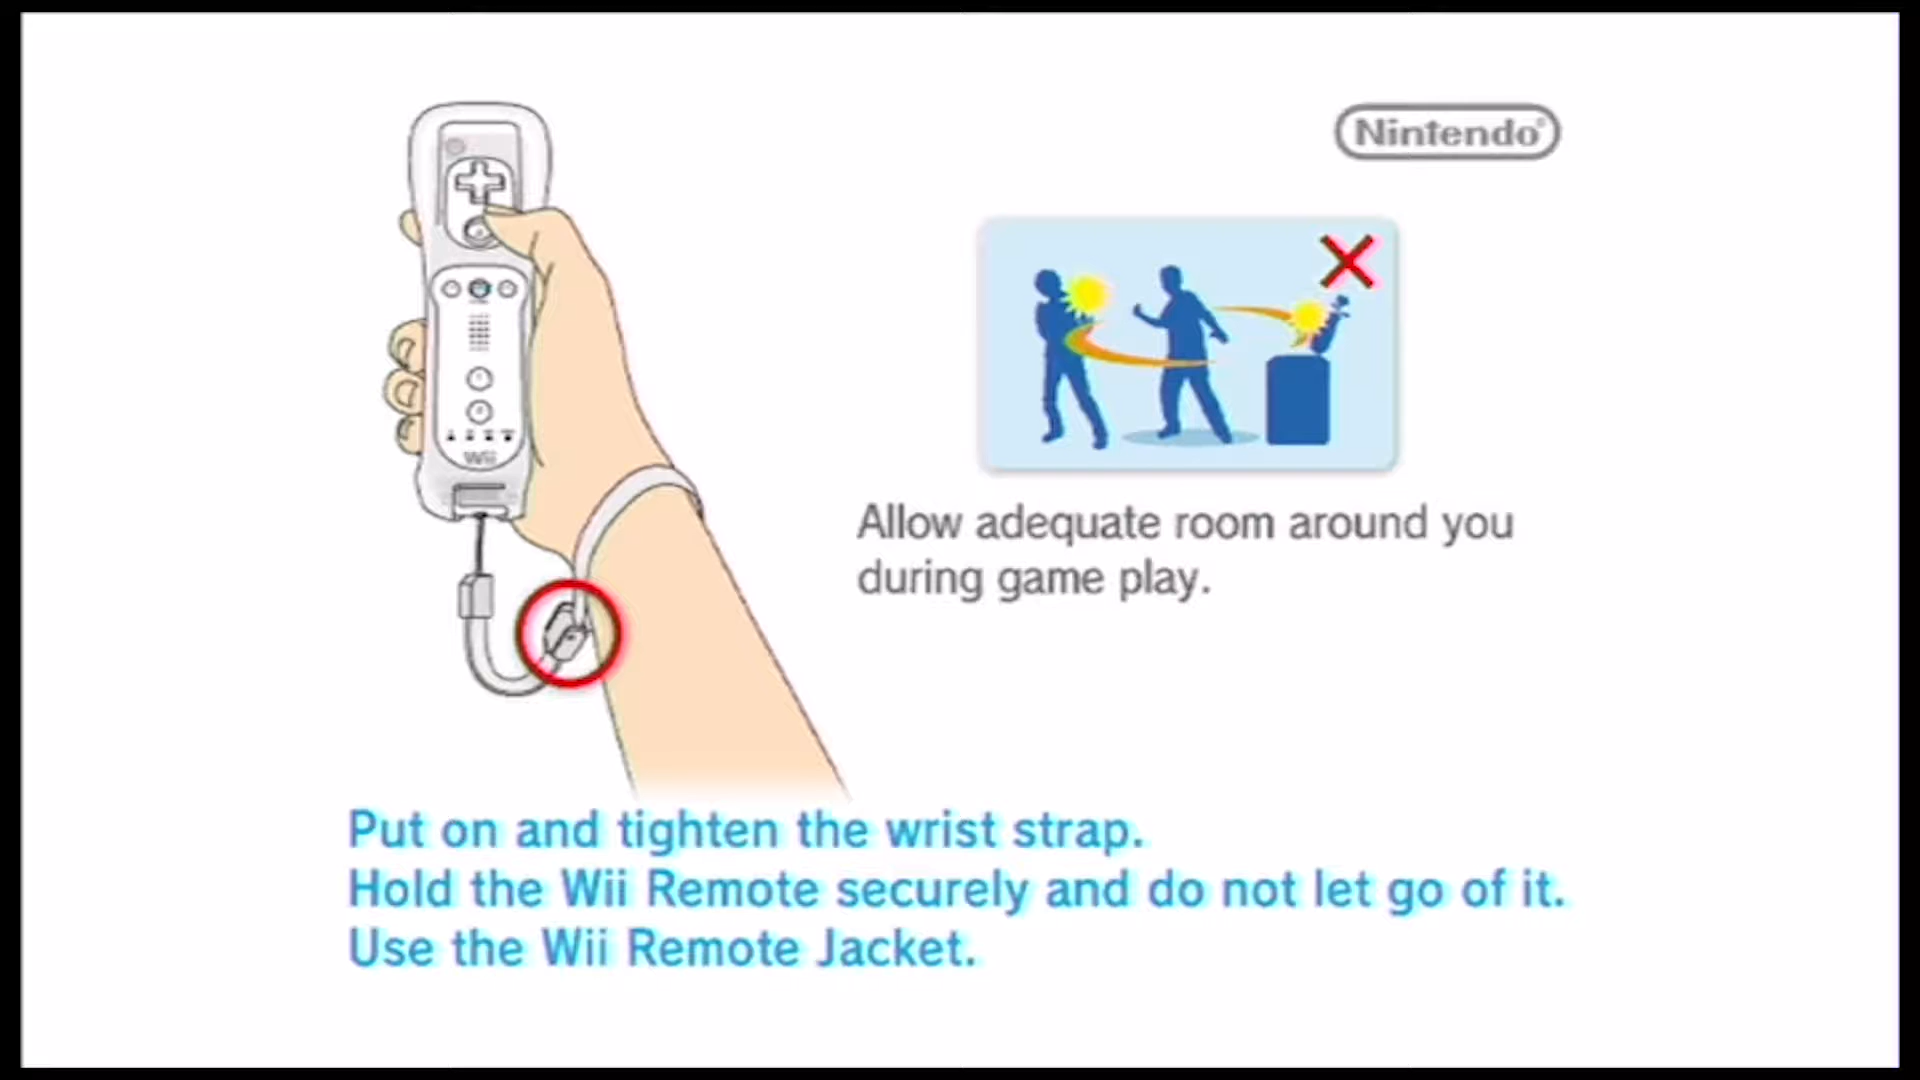 Nintendo®
Wii
Allow adequate room around you
during game play.
Put on and tighten the wrist strap.
Hold the Wii Remote securely and do not let go of it.
Use the Wii Remote Jacket.